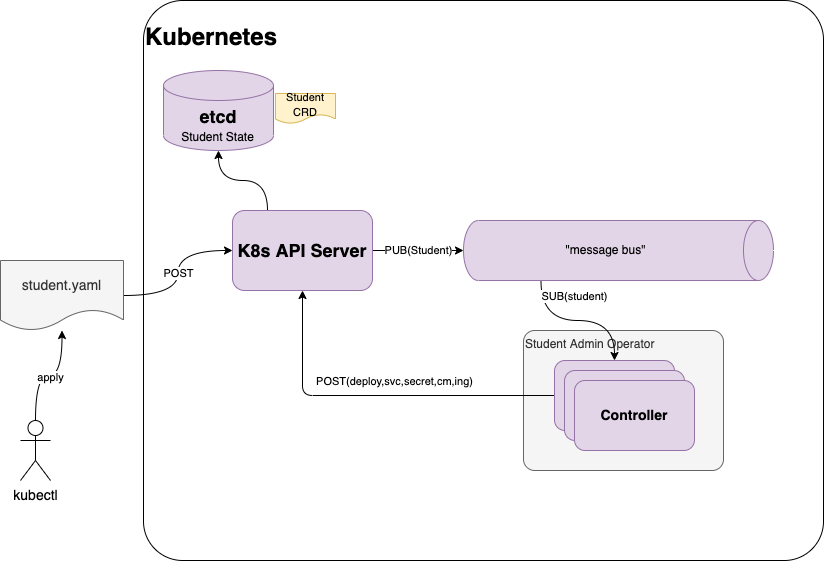 Kubernetes
Student
CRD
etcd
Student State
K8s API Server
PUB(Student)
"message bus"
POST
student.yaml
SUB(student)
Student Admin Operator
apply
POST(deploy,svc,secret,cm,ing)
Controller
kubectl